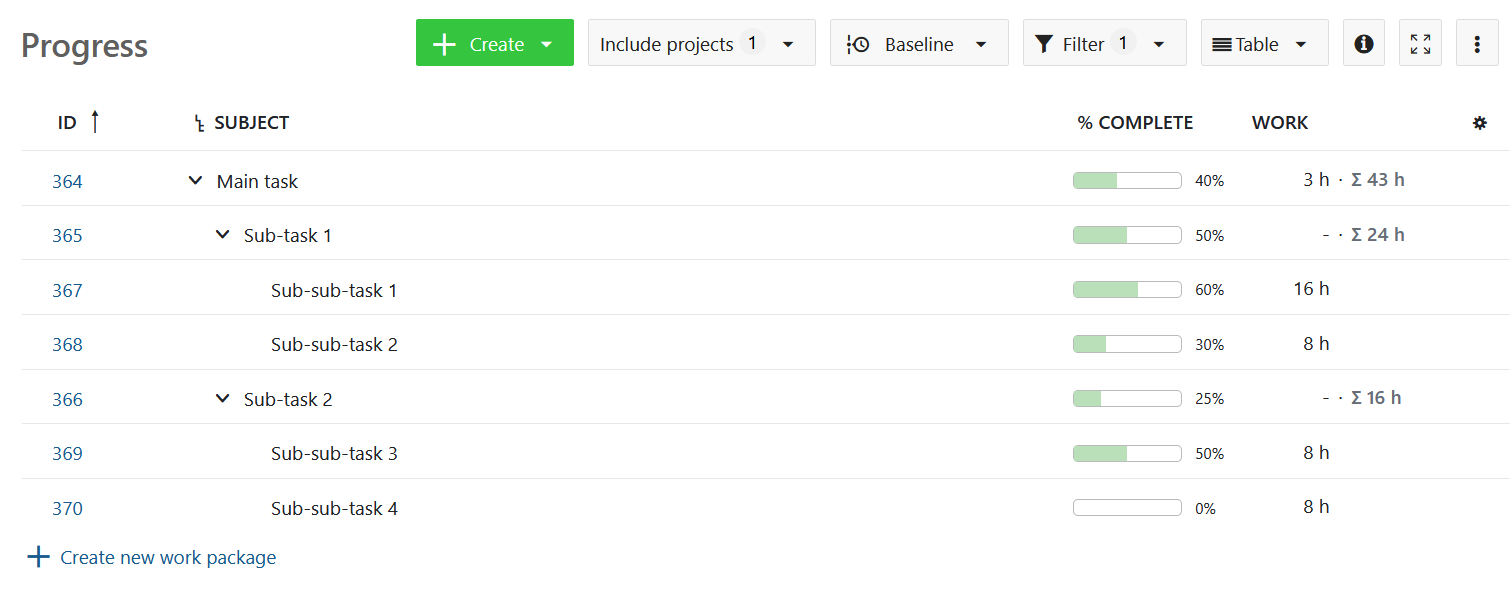 Progress Create Include projects 1 Baseline Filter 1 Table
ID SUBJECT % COMPLETE WORK
364 Main task 40% 3 h · Σ 43 h
365 Sub-task 1 50% - · Σ 24 h
367 Sub-sub-task 1 60% 16 h
368 Sub-sub-task 2 30% 8 h
366 Sub-task 2 25% - · Σ 16 h
369 Sub-sub-task 3 50% 8 h
370 Sub-sub-task 4 0% 8 h
Create new work package